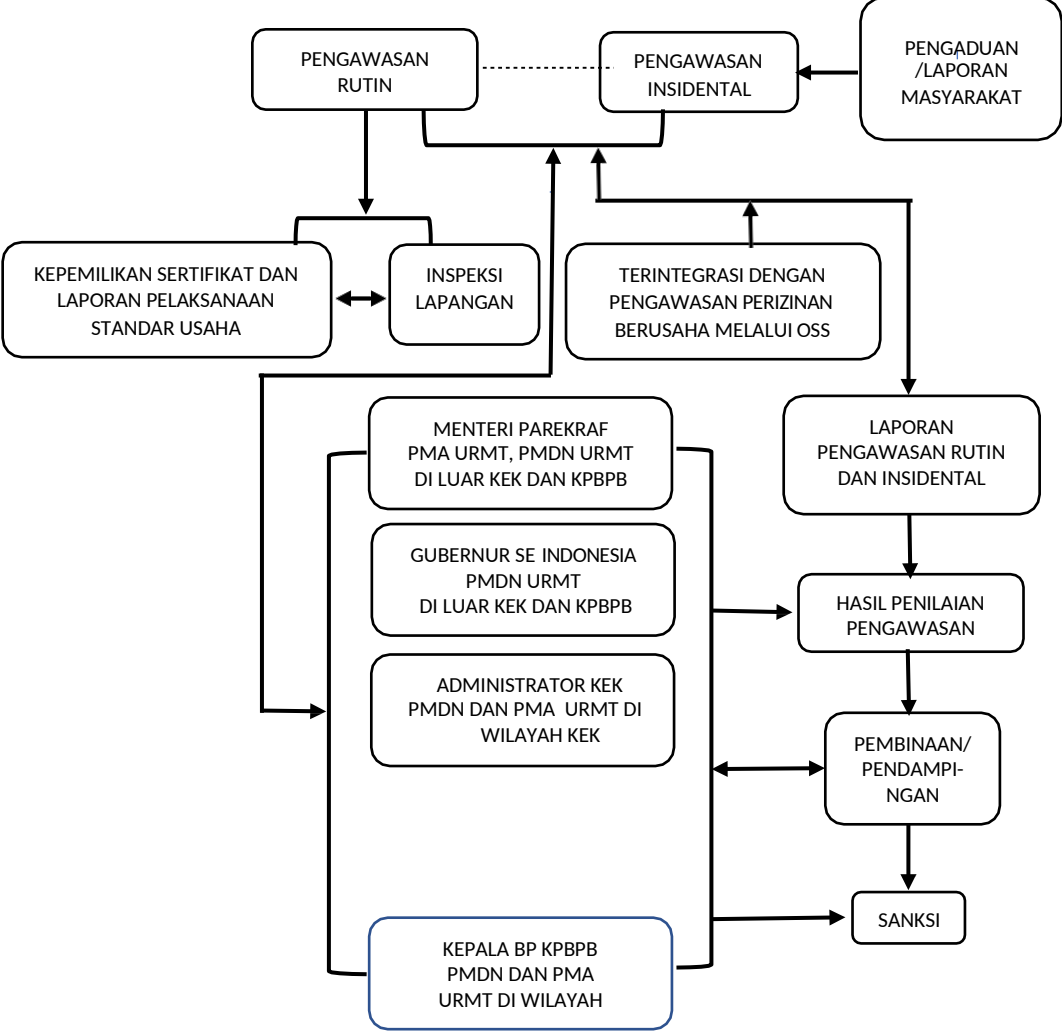 PENGAWASAN
RUTIN
PENGAWASAN
INSIDENTAL
PENGADUAN
/LAPORAN
MASYARAKAT
KEPEMILIKAN SERTIFIKAT DAN
LAPORAN PELAKSANAAN
STANDAR USAHA
INSPEKSI
LAPANGAN
TERINTEGRASI DENGAN
PENGAWASAN PERIZINAN
BERUSAHA MELALUI OSS
MENTERI PAREKRAF
PMA URMT, PMDN URMT
DI LUAR KEK DAN KPBPB
LAPORAN
PENGAWASAN RUTIN
DAN INSIDENTAL
GUBERNUR SE INDONESIA
PMDN URMT
DI LUAR KEK DAN KPBPB
HASIL PENILAIAN
PENGAWASAN
ADMINISTRATOR KEK
PMDN DAN PMA URMT DI
WILAYAH KEK
PEMBINAAN/
PENDAMPI-
NGAN
SANKSI
KEPALA BP KPBPB
PMDN DAN PMA
URMT DI WILAYAH